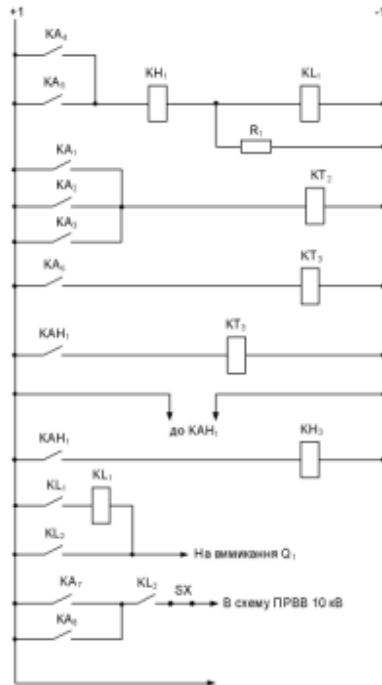 +1 -1
KA₄
KA₅ KH₁ KL₁
R₁
KA₁
KA₂ KT₂
KA₃
KA₆ KT₃
KAH₁ KT₃
до KAH₁
KAH₁ KH₃
KL₁ KL₁
KL₂ На вимикання Q₁
KA₇ KL₂ SX В схему ПРВВ 10 кВ
KA₈